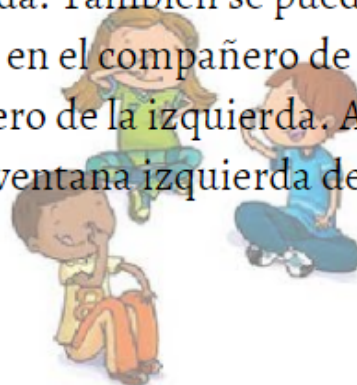 da. También se pued
en el compañero de
ero de la izquierda. A
ventana izquierda de